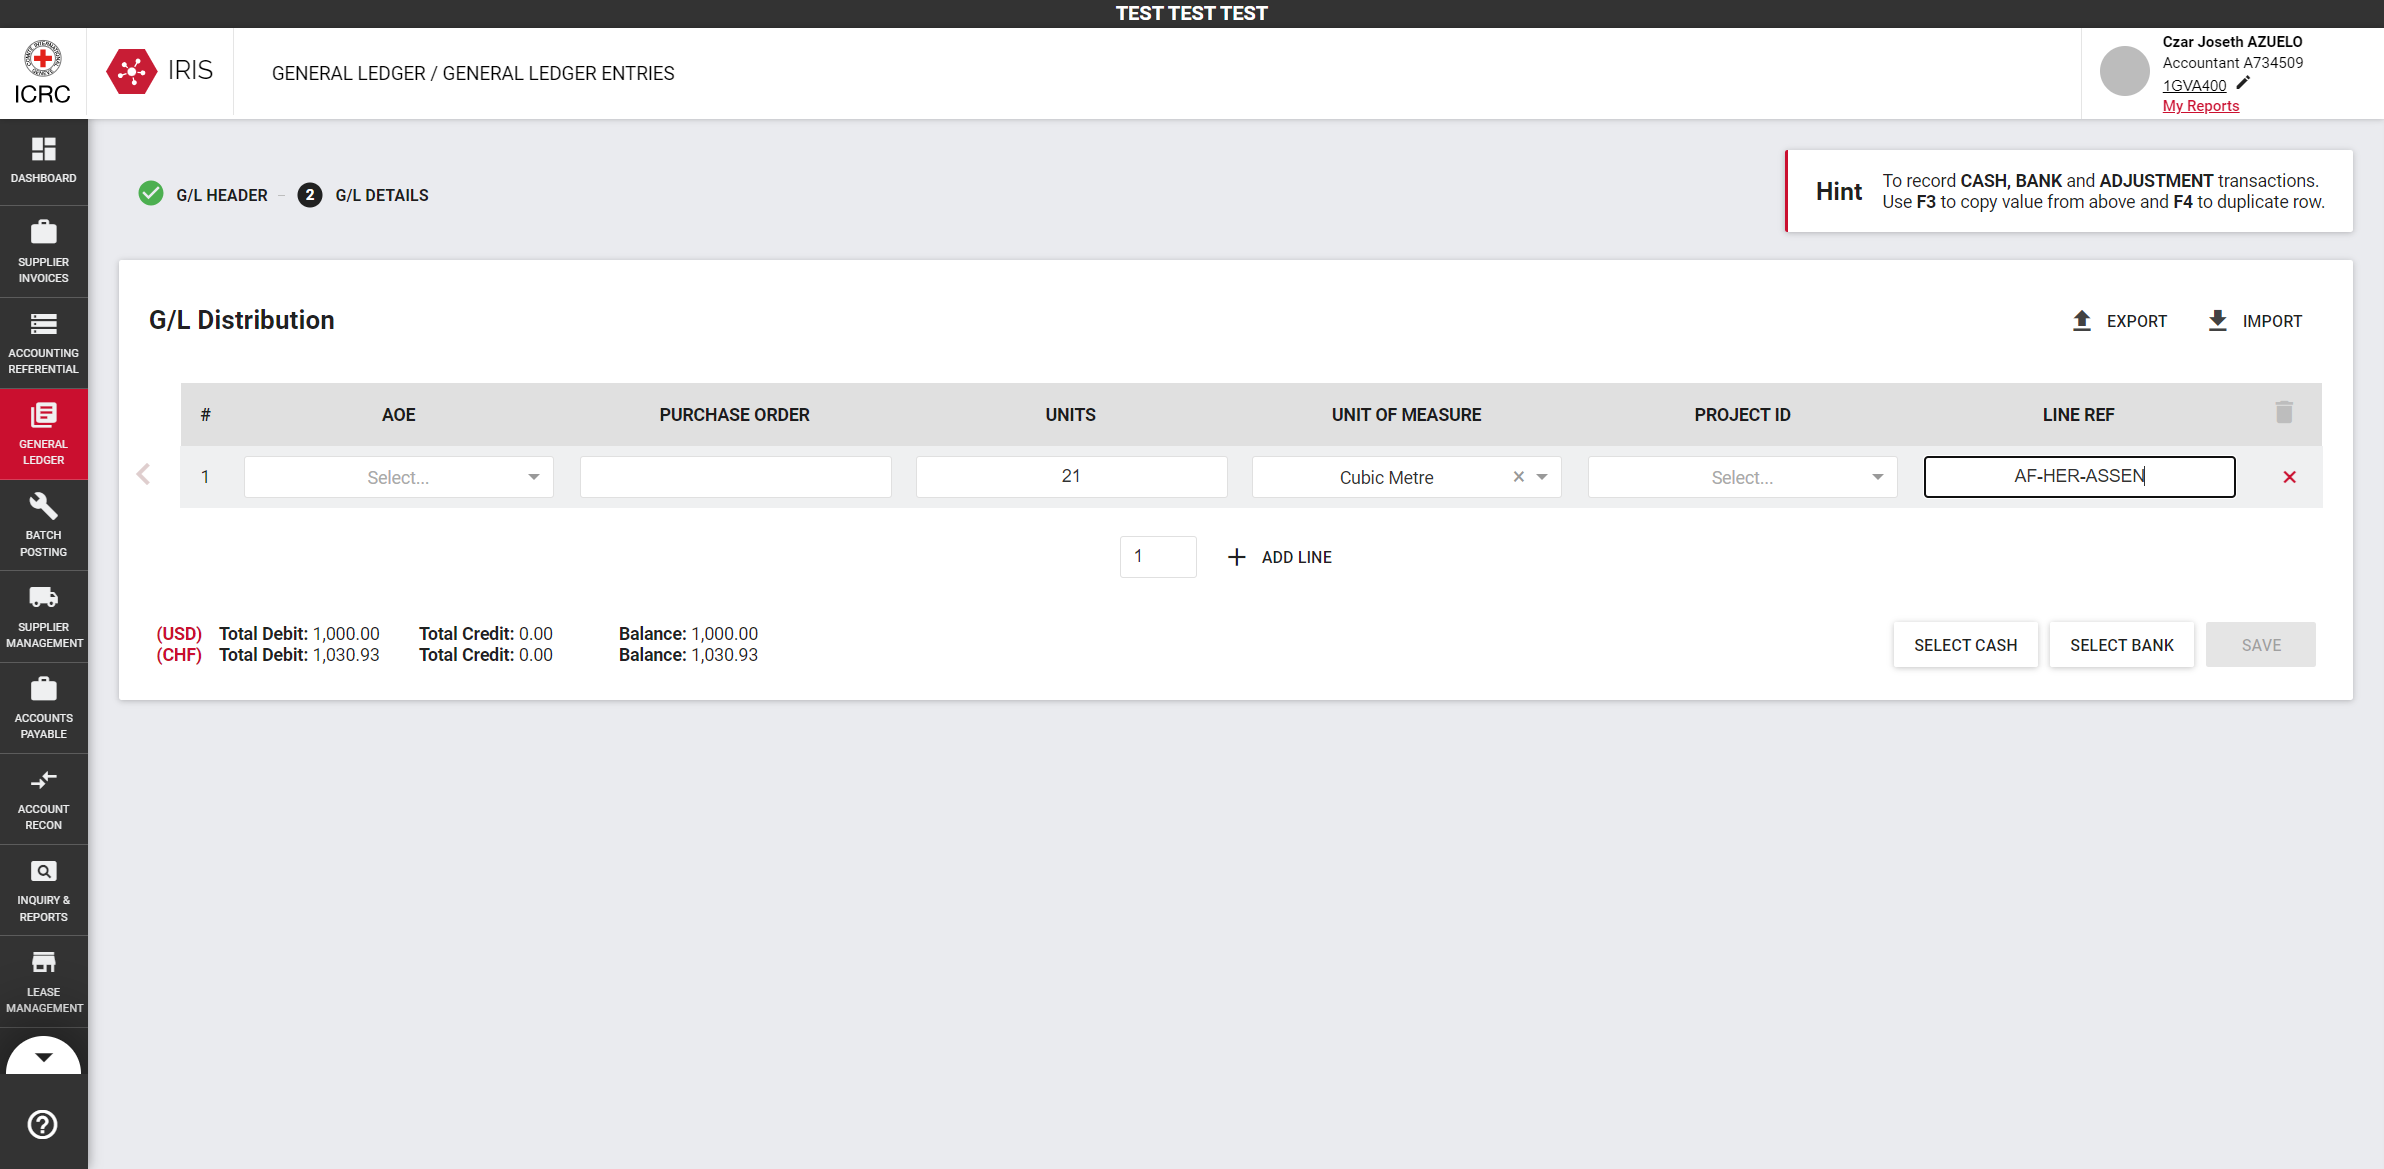 TEST TEST TEST
ICRC
IRIS
GENERAL LEDGER / GENERAL LEDGER ENTRIES
Czar Joseth AZUELO
Accountant A734509
1GVA400
My Reports
DASHBOARD
SUPPLIER
INVOICES
ACCOUNTING
REFERENTIAL
GENERAL
LEDGER
BATCH
POSTING
SUPPLIER
MANAGEMENT
ACCOUNTS
PAYABLE
ACCOUNT
RECON
INQUIRY &
REPORTS
LEASE
MANAGEMENT
G/L HEADER – 2 G/L DETAILS
Hint
To record CASH, BANK and ADJUSTMENT transactions.
Use F3 to copy value from above and F4 to duplicate row.
G/L Distribution
EXPORT IMPORT
# AOE PURCHASE ORDER UNITS UNIT OF MEASURE PROJECT ID LINE REF
1 Select... 21 Cubic Metre Select... AF-HER-ASSEN
1 ADD LINE
(USD) Total Debit: 1,000.00 Total Credit: 0.00 Balance: 1,000.00
(CHF) Total Debit: 1,030.93 Total Credit: 0.00 Balance: 1,030.93
SELECT CASH SELECT BANK SAVE